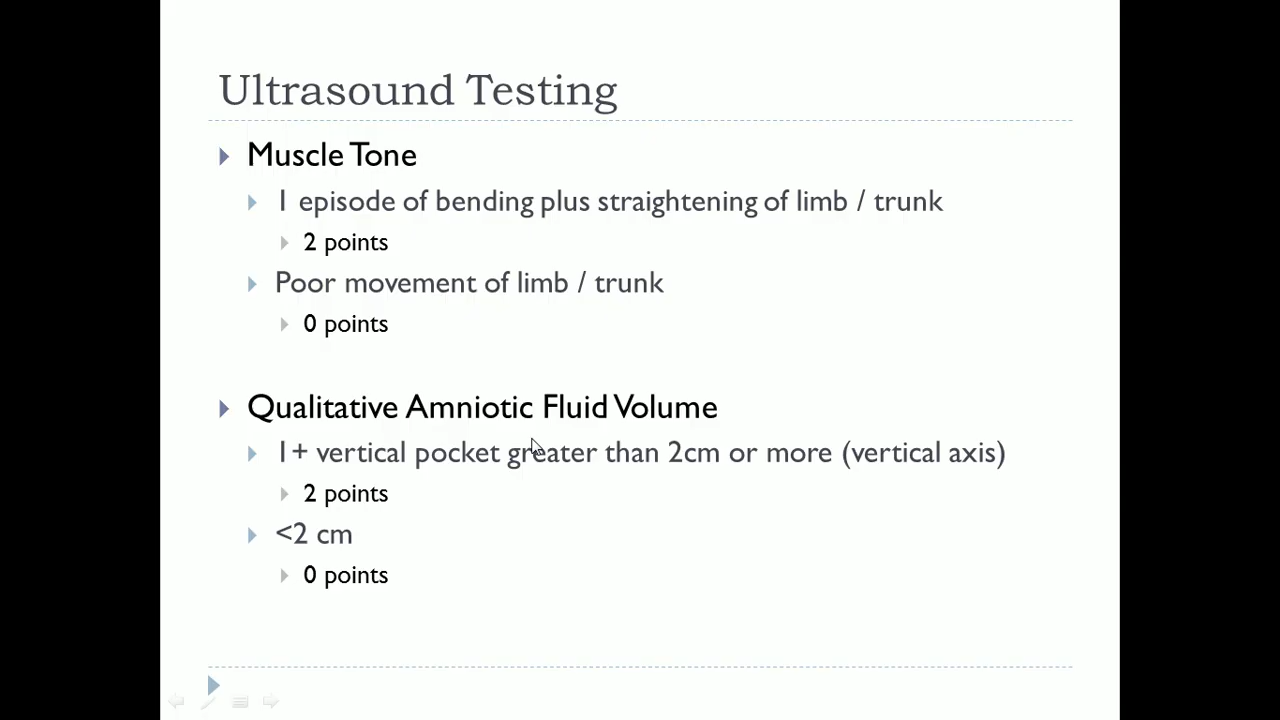 Ultrasound Testing
Muscle Tone
1 episode of bending plus straightening of limb / trunk
2 points
Poor movement of limb / trunk
0 points
Qualitative Amniotic Fluid Volume
1+ vertical pocket greater than 2cm or more (vertical axis)
2 points
<2 cm
0 points